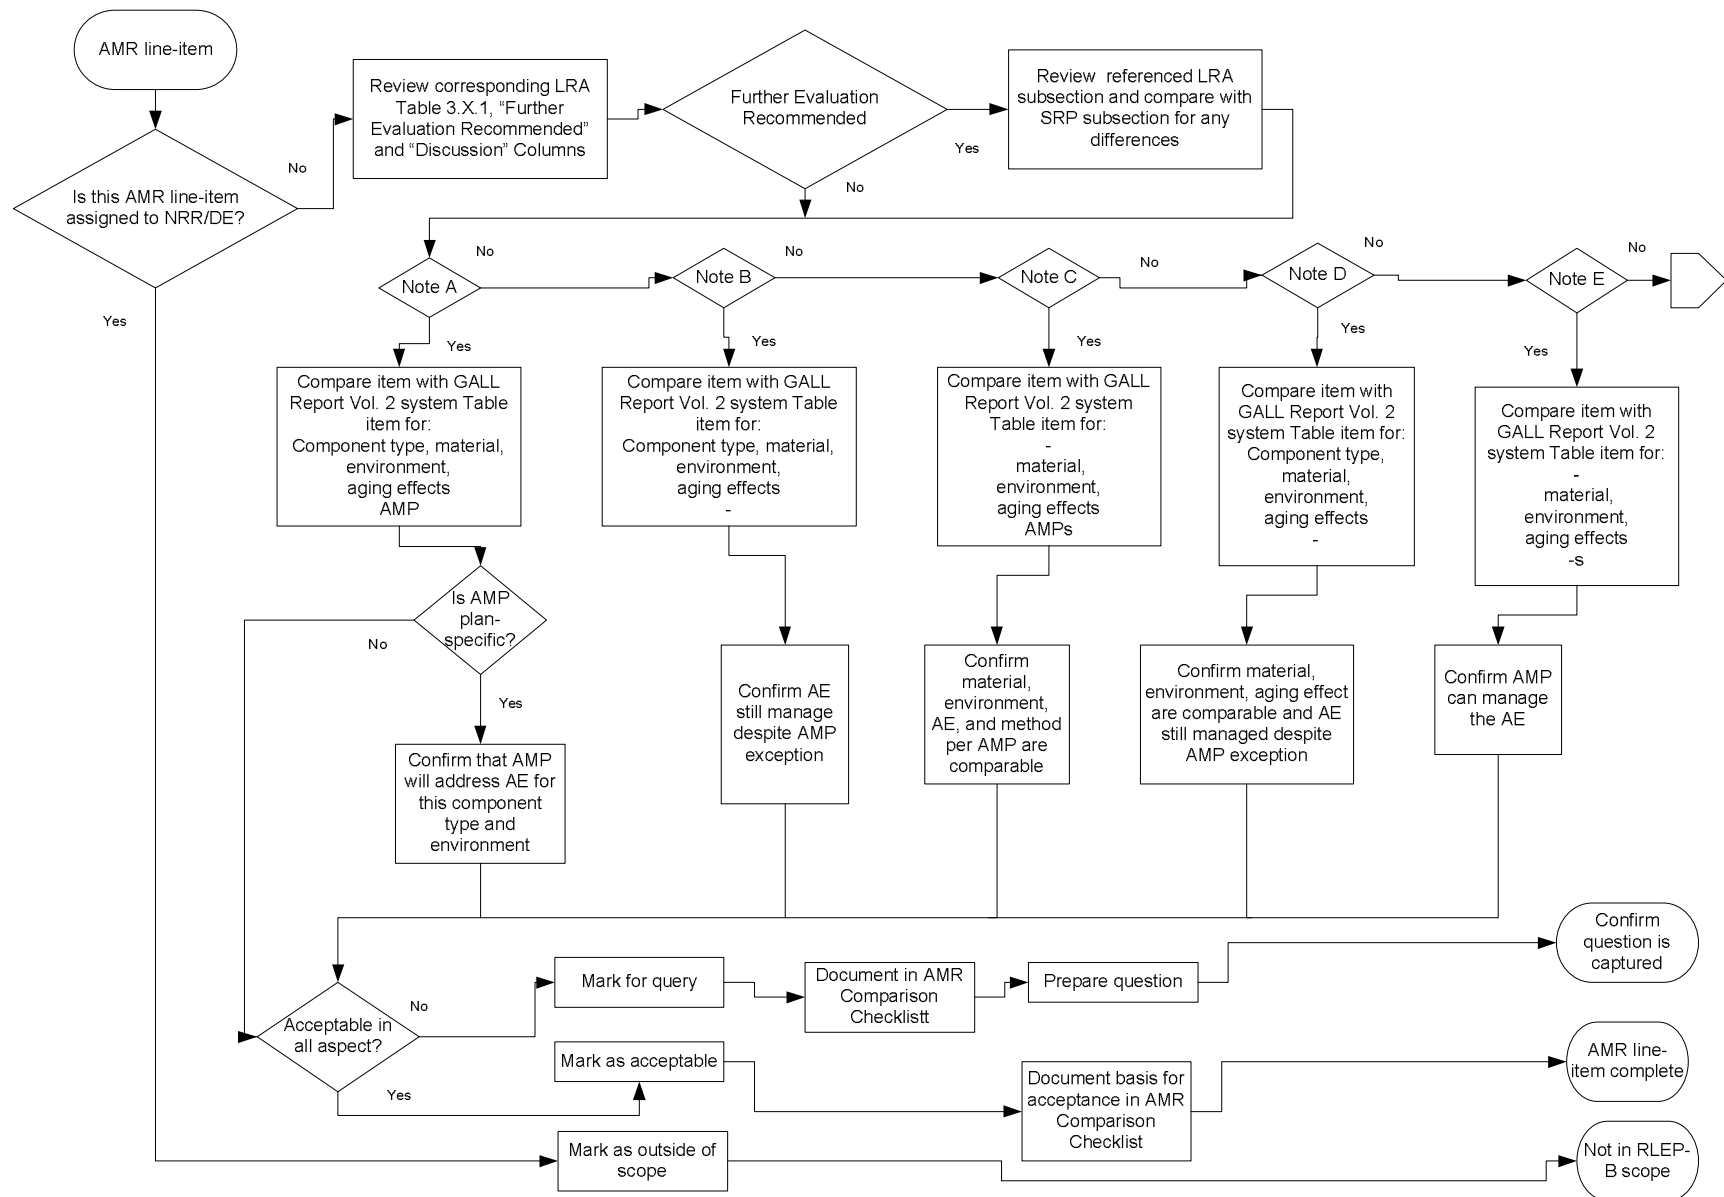 AMR line-item
Is this AMR line-item
assigned to NRR/DE?
No
Yes
Review corresponding LRA
Table 3.X.1, “Further
Evaluation Recommended”
and “Discussion” Columns
Further Evaluation
Recommended
Yes
No
Review  referenced LRA
subsection and compare with
SRP subsection for any
differences
Note A
No
Yes
Note B
No
Yes
Note C
No
Yes
Note D
No
Yes
Note E
No
Yes
Compare item with GALL
Report Vol. 2 system Table
item for:
Component type, material,
environment,
aging effects
AMP
Compare item with GALL
Report Vol. 2 system Table
item for:
Component type, material,
environment,
aging effects
-
Compare item with GALL
Report Vol. 2 system
Table item for:
-
material,
environment,
aging effects
AMPs
Compare item with
GALL Report Vol. 2
system Table item for:
Component type,
material,
environment,
aging effects
-
Compare item with
GALL Report Vol. 2
system Table item for:
-
material,
environment,
aging effects
-s
Is AMP
plan-
specific?
No
Yes
Confirm that AMP
will address AE for
this component
type and
environment
Confirm AE
still manage
despite AMP
exception
Confirm
material,
environment,
AE, and method
per AMP are
comparable
Confirm material,
environment, aging effect
are comparable and AE
still managed despite
AMP exception
Confirm AMP
can manage
the AE
Acceptable in
all aspect?
No
Yes
Mark for query
Document in AMR
Comparison
Checklistt
Prepare question
Confirm
question is
captured
Mark as acceptable
Document basis for
acceptance in AMR
Comparison
Checklist
AMR line-
item complete
Mark as outside of
scope
Not in RLEP-
B scope